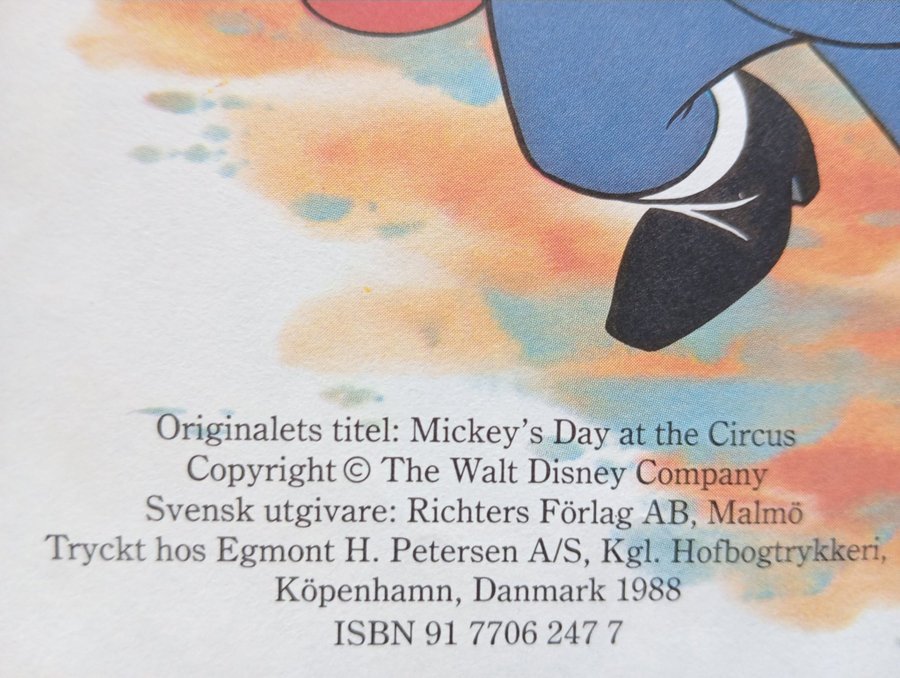 Originalets titel: Mickey's Day at the Circus
Copyright © The Walt Disney Company
Svensk utgivare: Richters Förlag AB, Malmö
Tryckt hos Egmont H. Petersen A/S, Kgl. Hofbogtrykkeri,
Köpenhamn, Danmark 1988
ISBN 91 7706 247 7